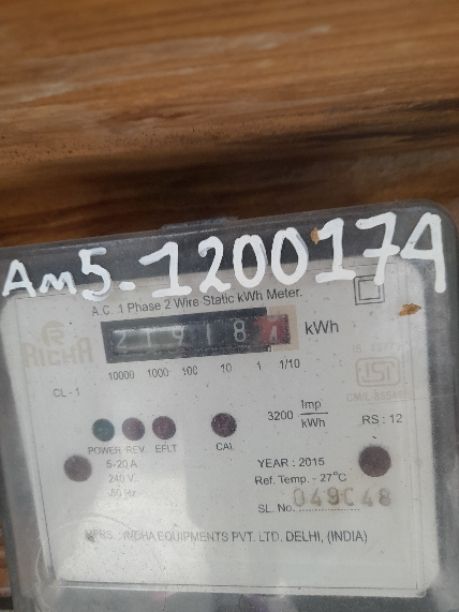 Am5-1200174
A.C. 1 Phase 2 Wire Static kWh Meter.
RICHA
21918 kWh
10000 1000 100 10 1 1/10
CL - 1
3200 Imp/kWh
RS : 12
POWER REV. EFLT CAL
5-20 A
240 V
50 Hz
YEAR : 2015
Ref. Temp. - 27°C
SL. No. 049C48
MFRS. : RICHA EQUIPMENTS PVT. LTD. DELHI, (INDIA)